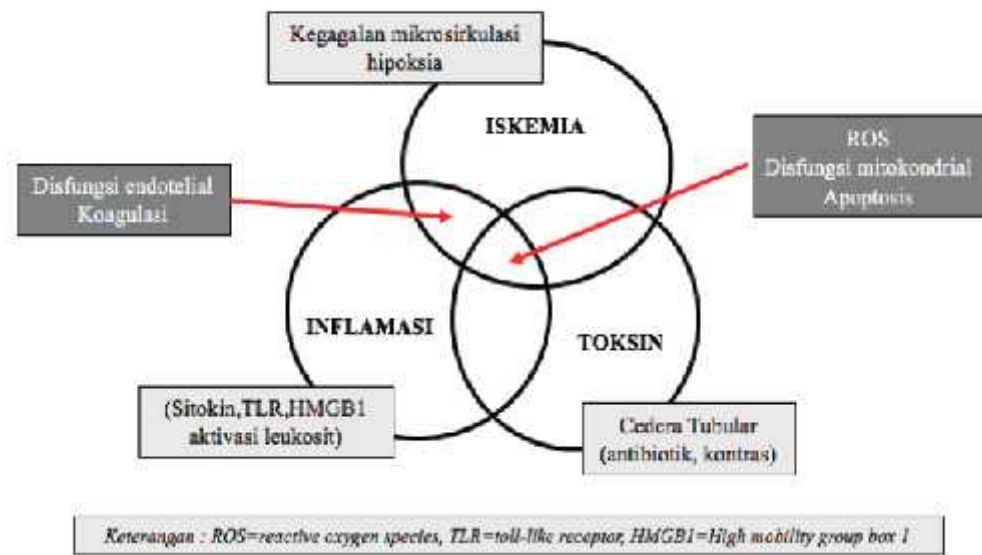 Kegagalan mikrosirkulasi
hipoksia
ISKEMIA
ROS
Disfungsi mitokondrial
Apoptosis
Disfungsi endotelial
Koagulasi
INFLAMASI
TOKSIN
(Sitokin,TLR,HMGB1
aktivasi leukosit)
Cedera Tubular
(antibiotik, kontras)
Keterangan : ROS=reactive oxygen species, TLR=toll-like receptor, HMGB1=High mobility group box 1